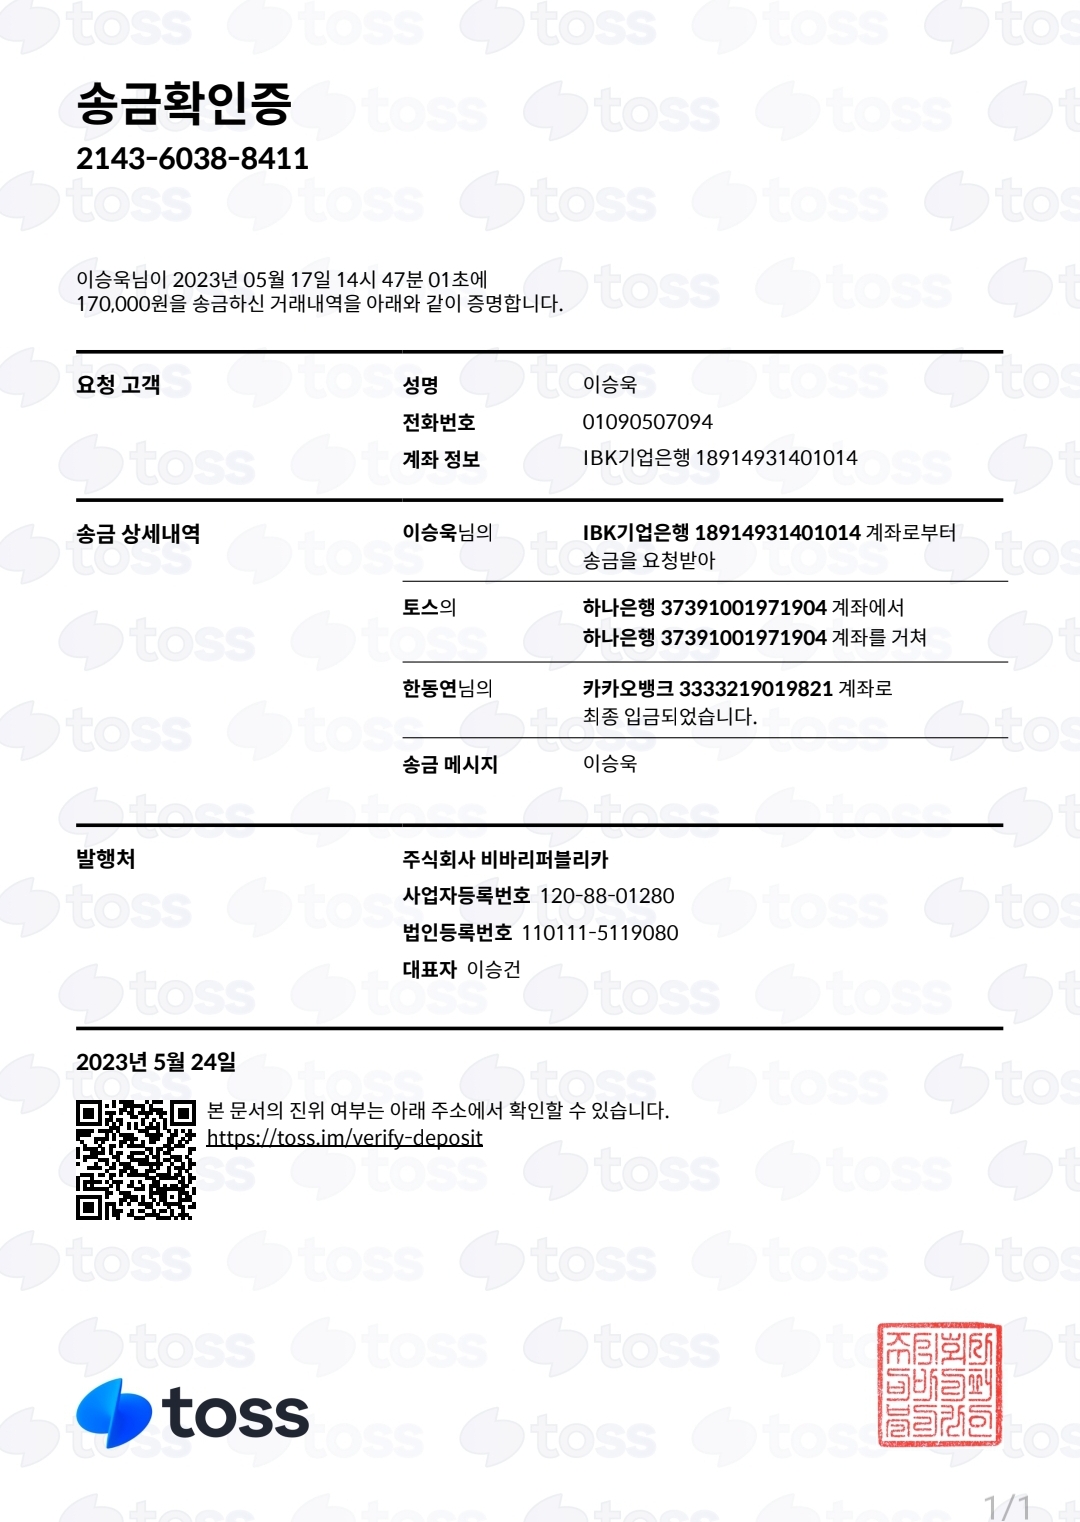 송금확인증
2143-6038-8411
이승욱님이 2023년 05월 17일 14시 47분 01초에
170,000원을 송금하신 거래내역을 아래와 같이 증명합니다.
요청 고객
성명 이승욱
전화번호 01090507094
계좌 정보 IBK기업은행 18914931401014
송금 상세내역
이승욱님의 IBK기업은행 18914931401014 계좌로부터
송금을 요청받아
토스의 하나은행 37391001971904 계좌에서
하나은행 37391001971904 계좌를 거쳐
한동연님의 카카오뱅크 3333219019821 계좌로
최종 입금되었습니다.
송금 메시지 이승욱
발행처
주식회사 비바리퍼블리카
사업자등록번호 120-88-01280
법인등록번호 110111-5119080
대표자 이승건
2023년 5월 24일
본 문서의 진위 여부는 아래 주소에서 확인할 수 있습니다.
https://toss.im/verify-deposit
toss
1/1